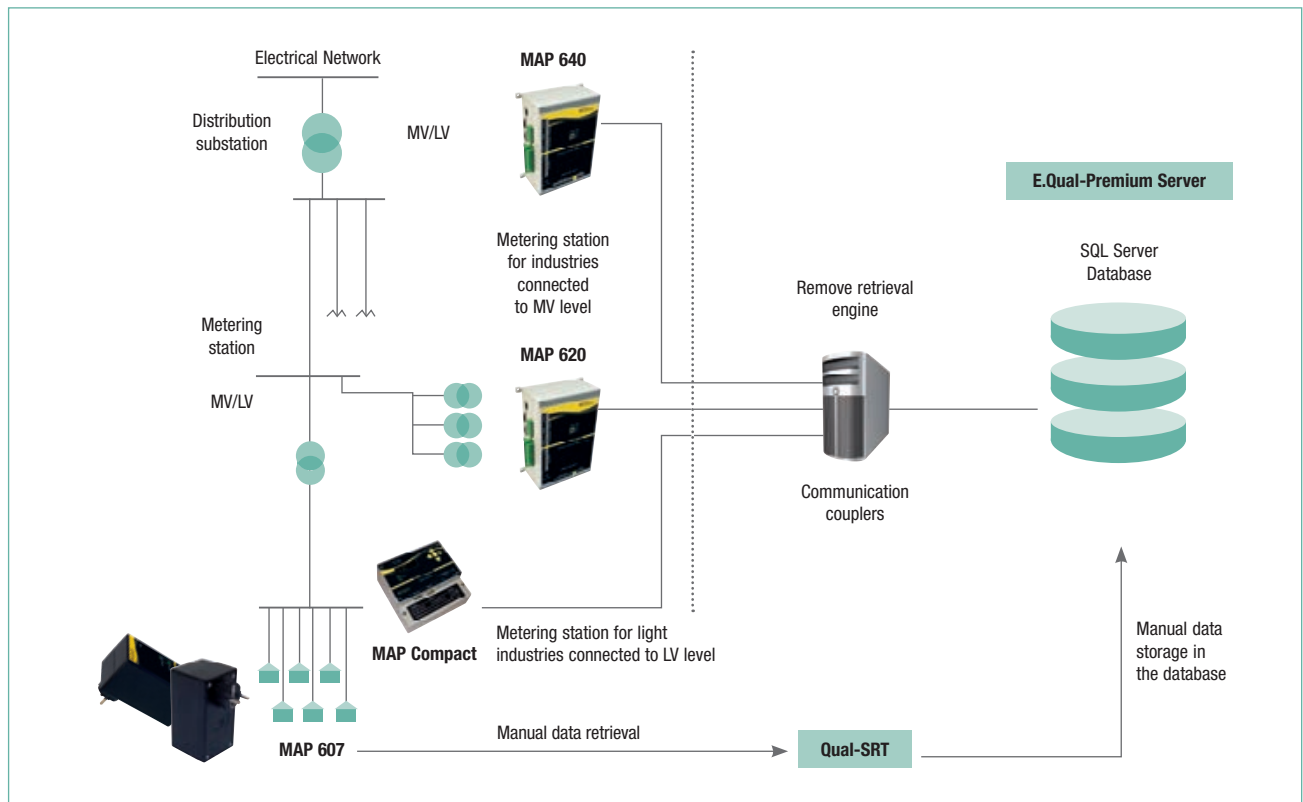 Electrical Network
MAP 640
Distribution
substation
MV/LV
E.Qual-Premium Server
Metering station
for industries
connected
to MV level
SQL Server
Database
Remove retrieval
engine
Metering
station
MAP 620
MV/LV
Communication
couplers
MAP Compact
Metering station for light
industries connected to LV level
Manual data
storage in
the database
MAP 607
Manual data retrieval
Qual-SRT